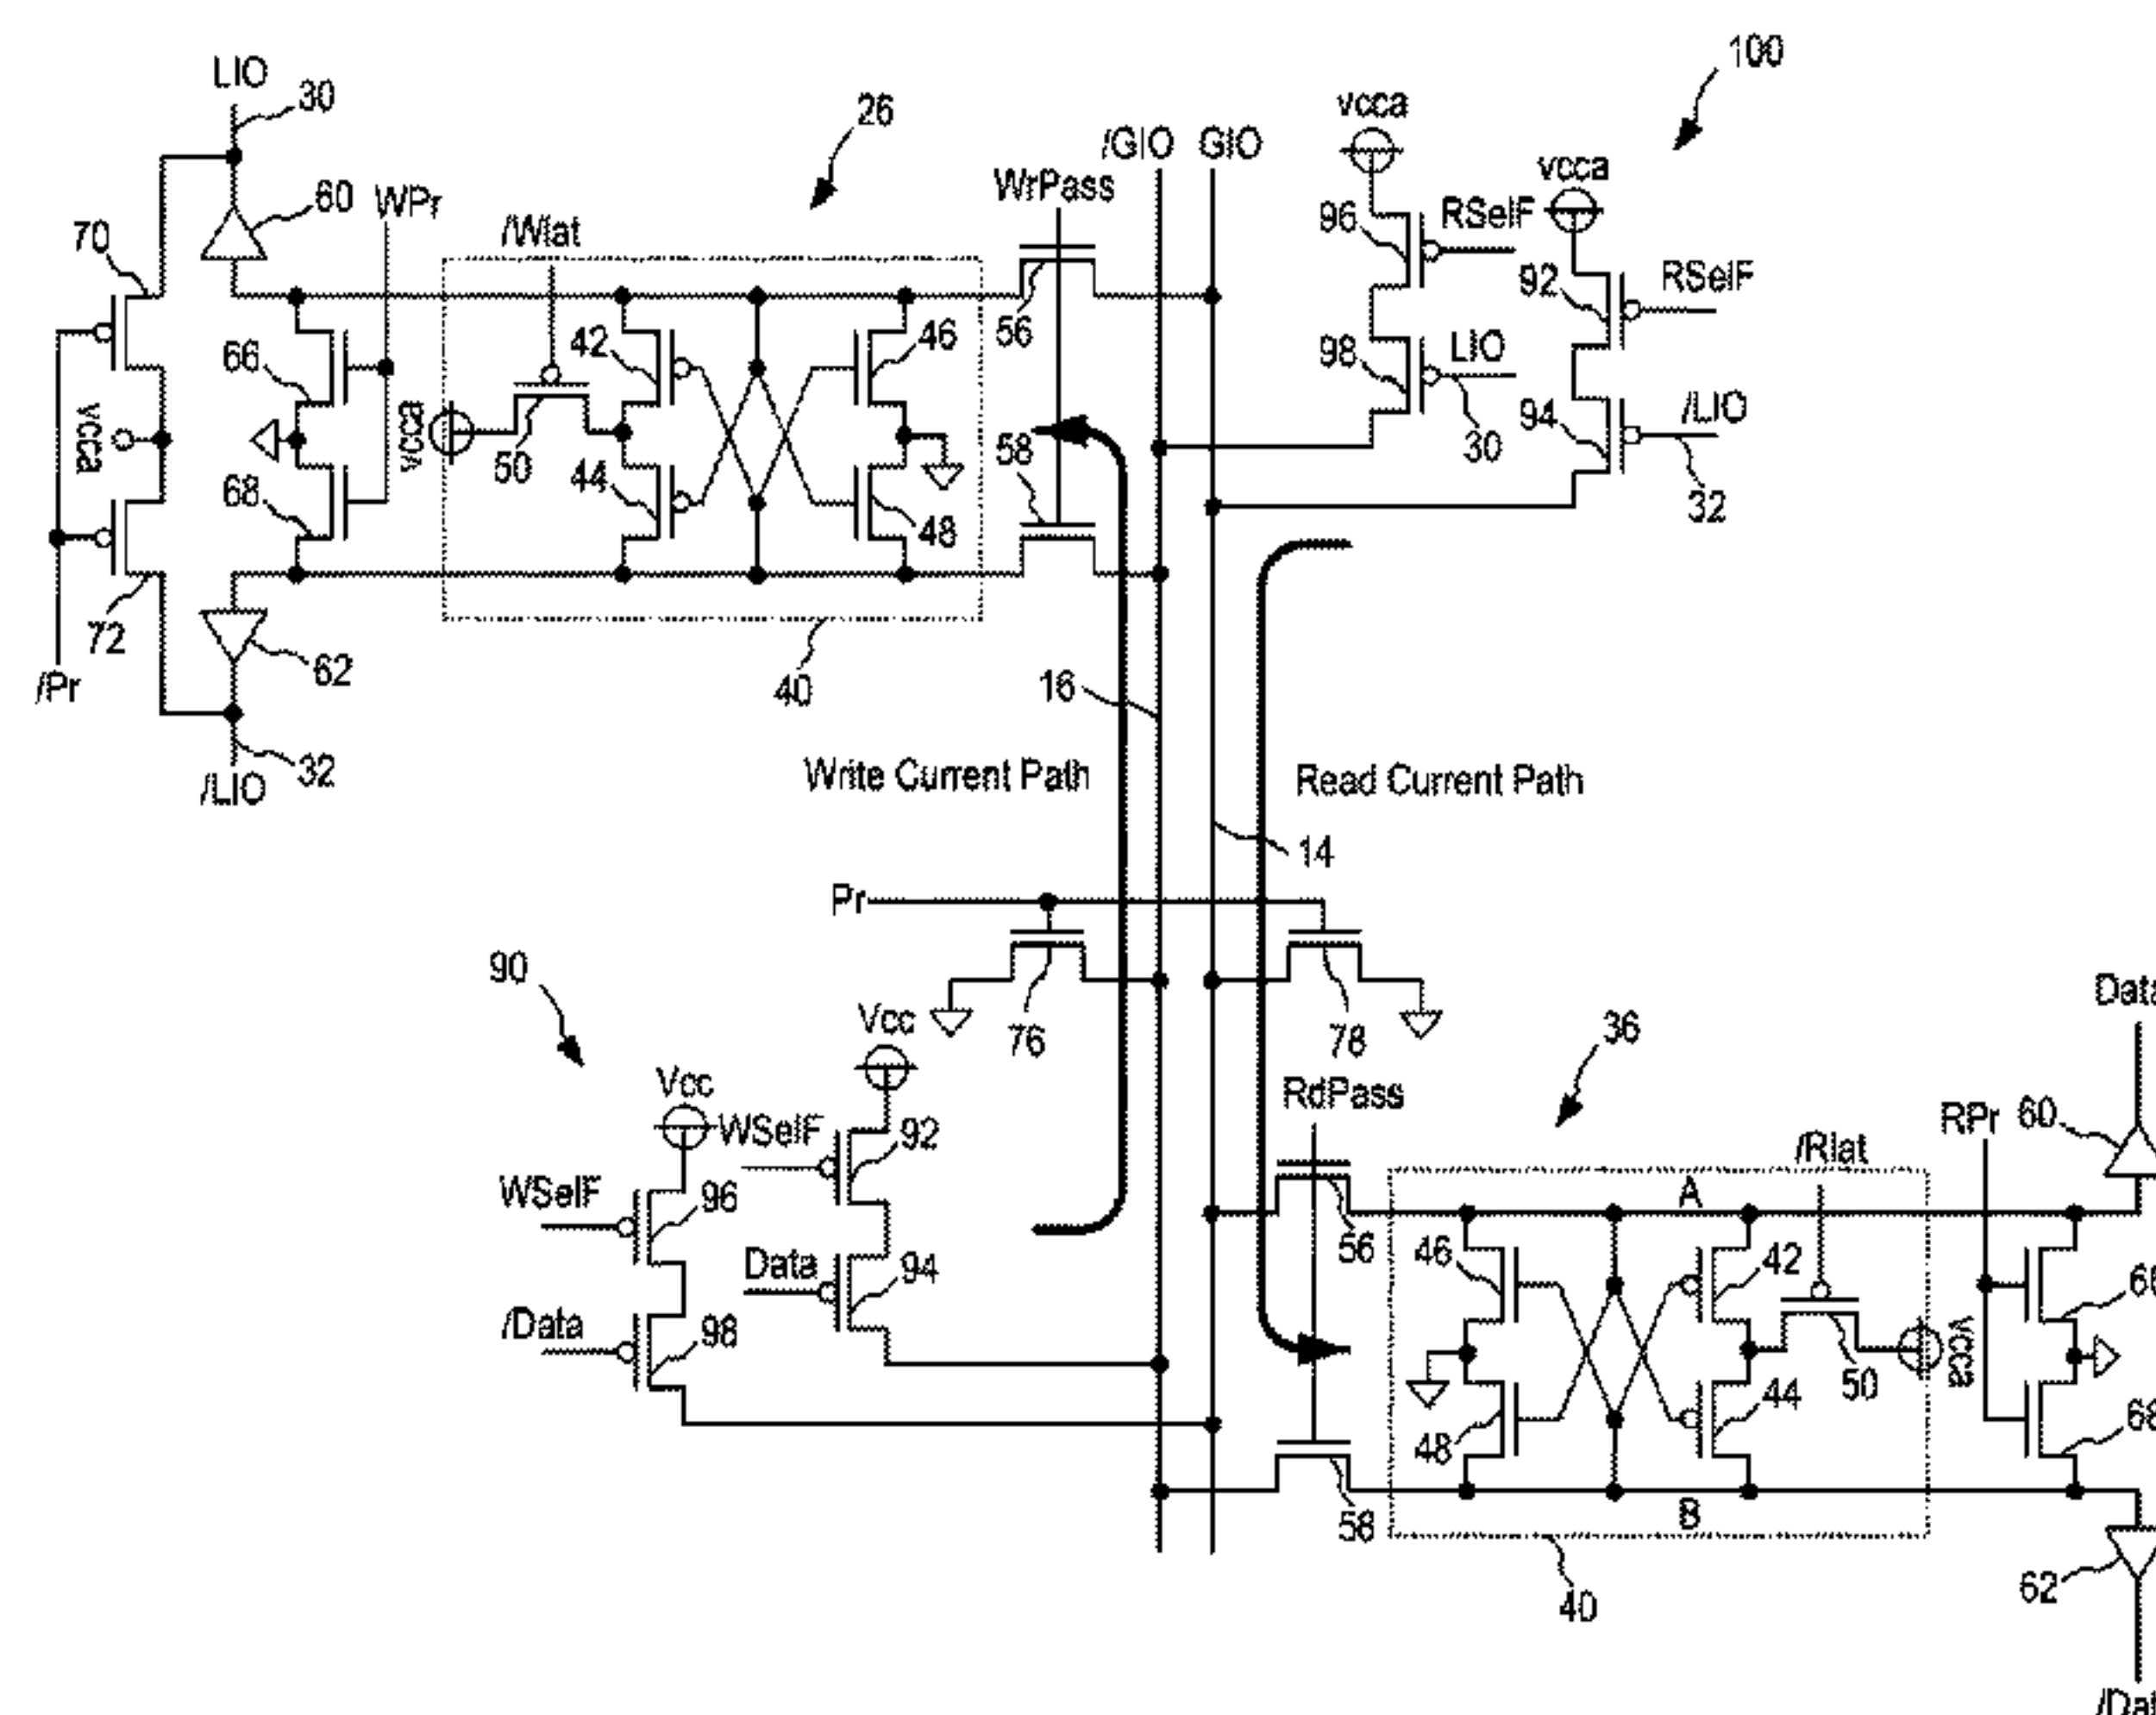 LIO
30
26
100
vcca
/GIO GIO
vcca
60
WPr
WrPass
/Wlat
70
96
RSelF
92
RSelF
66
42
46
56
98
LIO
/LIO
vcca
vcca
50
58
94
30
68
44
48
32
72
62
40
/Pr
16
32
/LIO
Write Current Path
Read Current Path
14
Pr
90
Data
Vcc
76
78
36
Vcc
RdPass
WSelF
92
RPr
60
/Rlat
WSelF
96
A
56
46
42
66
Data
94
/Data
98
vcca
50
44
48
68
B
58
62
40
/Data